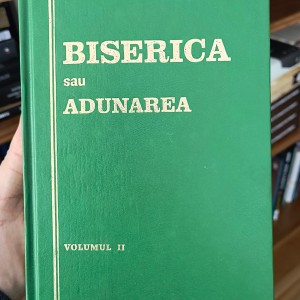 BISERICA
sau
ADUNAREA
VOLUMUL II